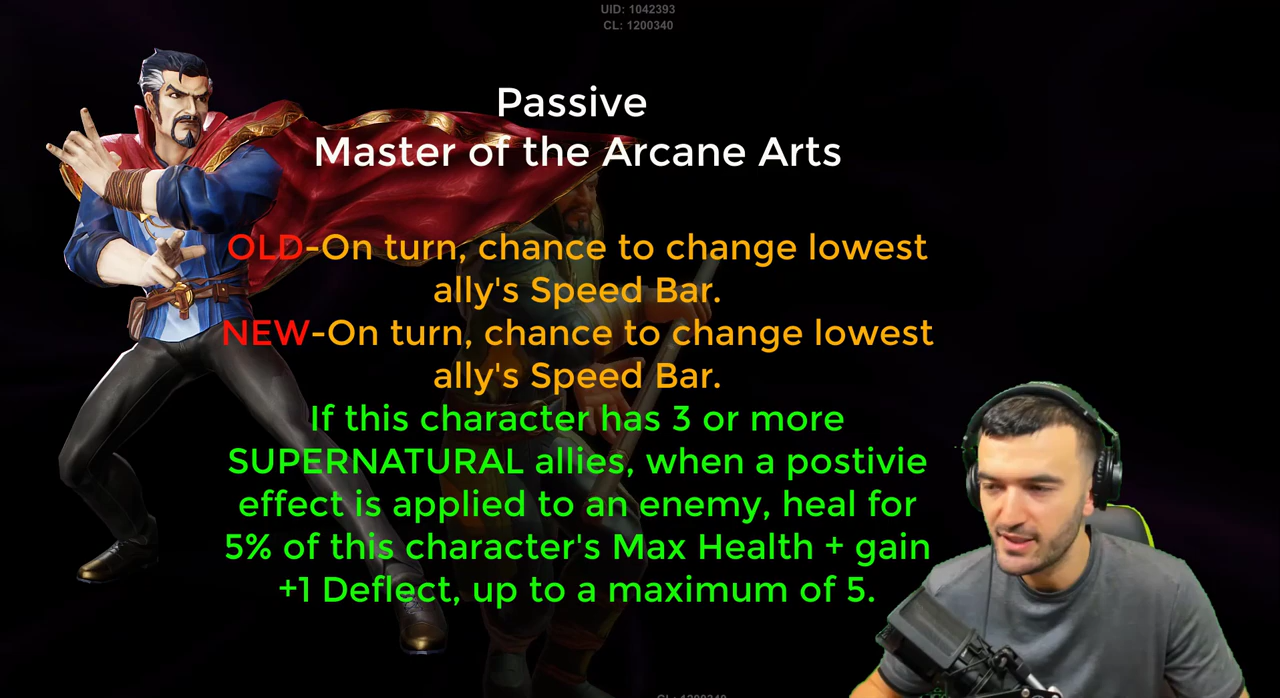 UID: 1042393
CL: 1200340
Passive
Master of the Arcane Arts
OLD-On turn, chance to change lowest
ally's Speed Bar.
NEW-On turn, chance to change lowest
ally's Speed Bar.
If this character has 3 or more
SUPERNATURAL allies, when a postivie
effect is applied to an enemy, heal for
5% of this character's Max Health + gain
+1 Deflect, up to a maximum of 5.
CL: 1200340